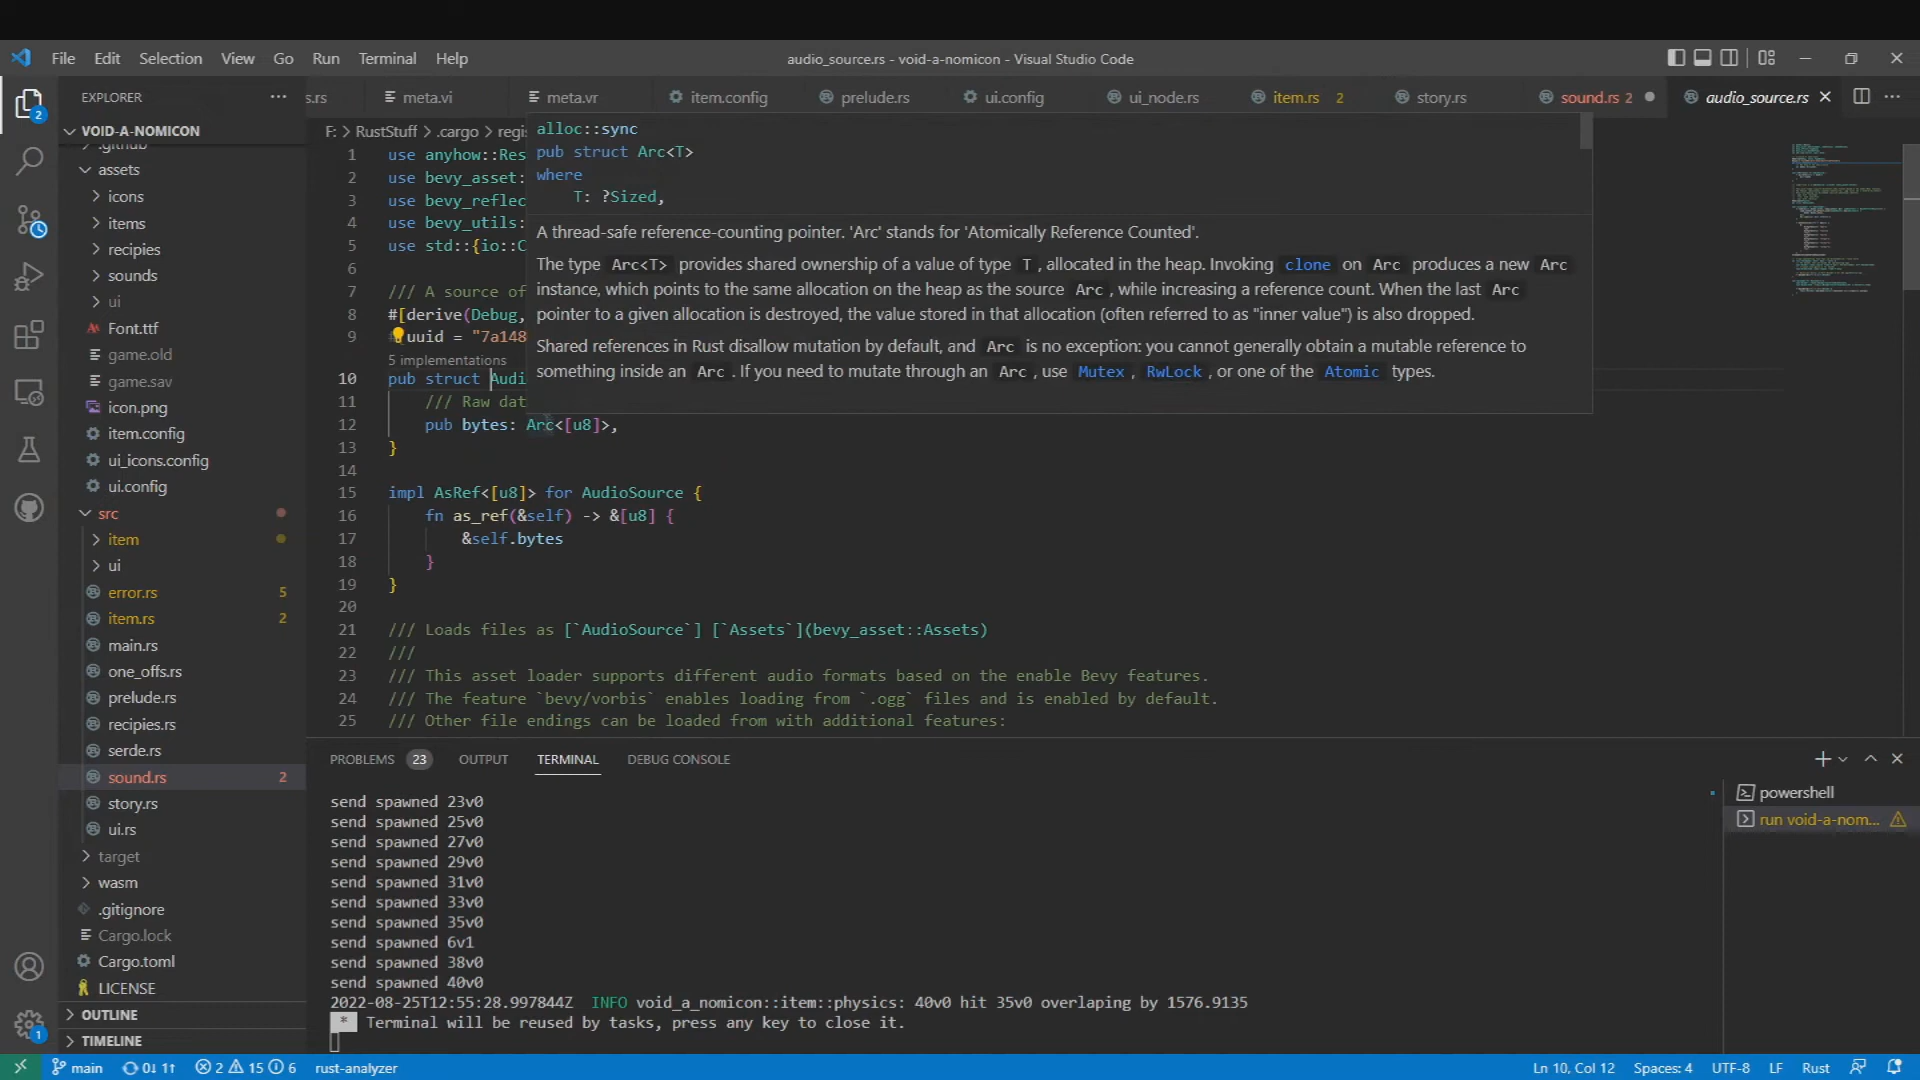 File Edit Selection View Go Run Terminal Help
audio_source.rs - void-a-nomicon - Visual Studio Code
EXPLORER
s.rs meta.vi meta.vr item.config prelude.rs ui.config ui_node.rs item.rs 2 story.rs sound.rs 2 audio_source.rs
VOID-A-NOMICON
.github
assets
icons
items
recipies
sounds
ui
Font.ttf
game.old
game.sav
icon.png
item.config
ui_icons.config
ui.config
src
item
ui
error.rs 5
item.rs 2
main.rs
one_offs.rs
prelude.rs
recipies.rs
serde.rs
sound.rs 2
story.rs
ui.rs
target
wasm
.gitignore
Cargo.lock
Cargo.toml
LICENSE
OUTLINE
TIMELINE
F: > RustStuff > .cargo > regis
1 use anyhow::Res
2 use bevy_asset:
3 use bevy_reflec
4 use bevy_utils:
5 use std::{io::C
6
7 /// A source of
8 #[derive(Debug,
9 #[uuid = "7a148
5 implementations
10 pub struct Audi
11 /// Raw dat
12 pub bytes: Arc<[u8]>,
13 }
14
15 impl AsRef<[u8]> for AudioSource {
16 fn as_ref(&self) -> &[u8] {
17 &self.bytes
18 }
19 }
20
21 /// Loads files as [`AudioSource`] [`Assets`](bevy_asset::Assets)
22 ///
23 /// This asset loader supports different audio formats based on the enable Bevy features.
24 /// The feature `bevy/vorbis` enables loading from `.ogg` files and is enabled by default.
25 /// Other file endings can be loaded from with additional features:
alloc::sync
pub struct Arc<T>
where
T: ?Sized,
A thread-safe reference-counting pointer. 'Arc' stands for 'Atomically Reference Counted'.
The type Arc<T> provides shared ownership of a value of type T, allocated in the heap. Invoking clone on Arc produces a new Arc
instance, which points to the same allocation on the heap as the source Arc, while increasing a reference count. When the last Arc
pointer to a given allocation is destroyed, the value stored in that allocation (often referred to as "inner value") is also dropped.
Shared references in Rust disallow mutation by default, and Arc is no exception: you cannot generally obtain a mutable reference to
something inside an Arc. If you need to mutate through an Arc, use Mutex, RwLock, or one of the Atomic types.
PROBLEMS 23 OUTPUT TERMINAL DEBUG CONSOLE
send spawned 23v0
send spawned 25v0
send spawned 27v0
send spawned 29v0
send spawned 31v0
send spawned 33v0
send spawned 35v0
send spawned 6v1
send spawned 38v0
send spawned 40v0
2022-08-25T12:55:28.997844Z INFO void_a_nomicon::item::physics: 40v0 hit 35v0 overlaping by 1576.9135
* Terminal will be reused by tasks, press any key to close it.
powershell
run void-a-nom...
2
1
main 0↓ 1↑ 2 15 6 rust-analyzer
Ln 10, Col 12 Spaces: 4 UTF-8 LF Rust